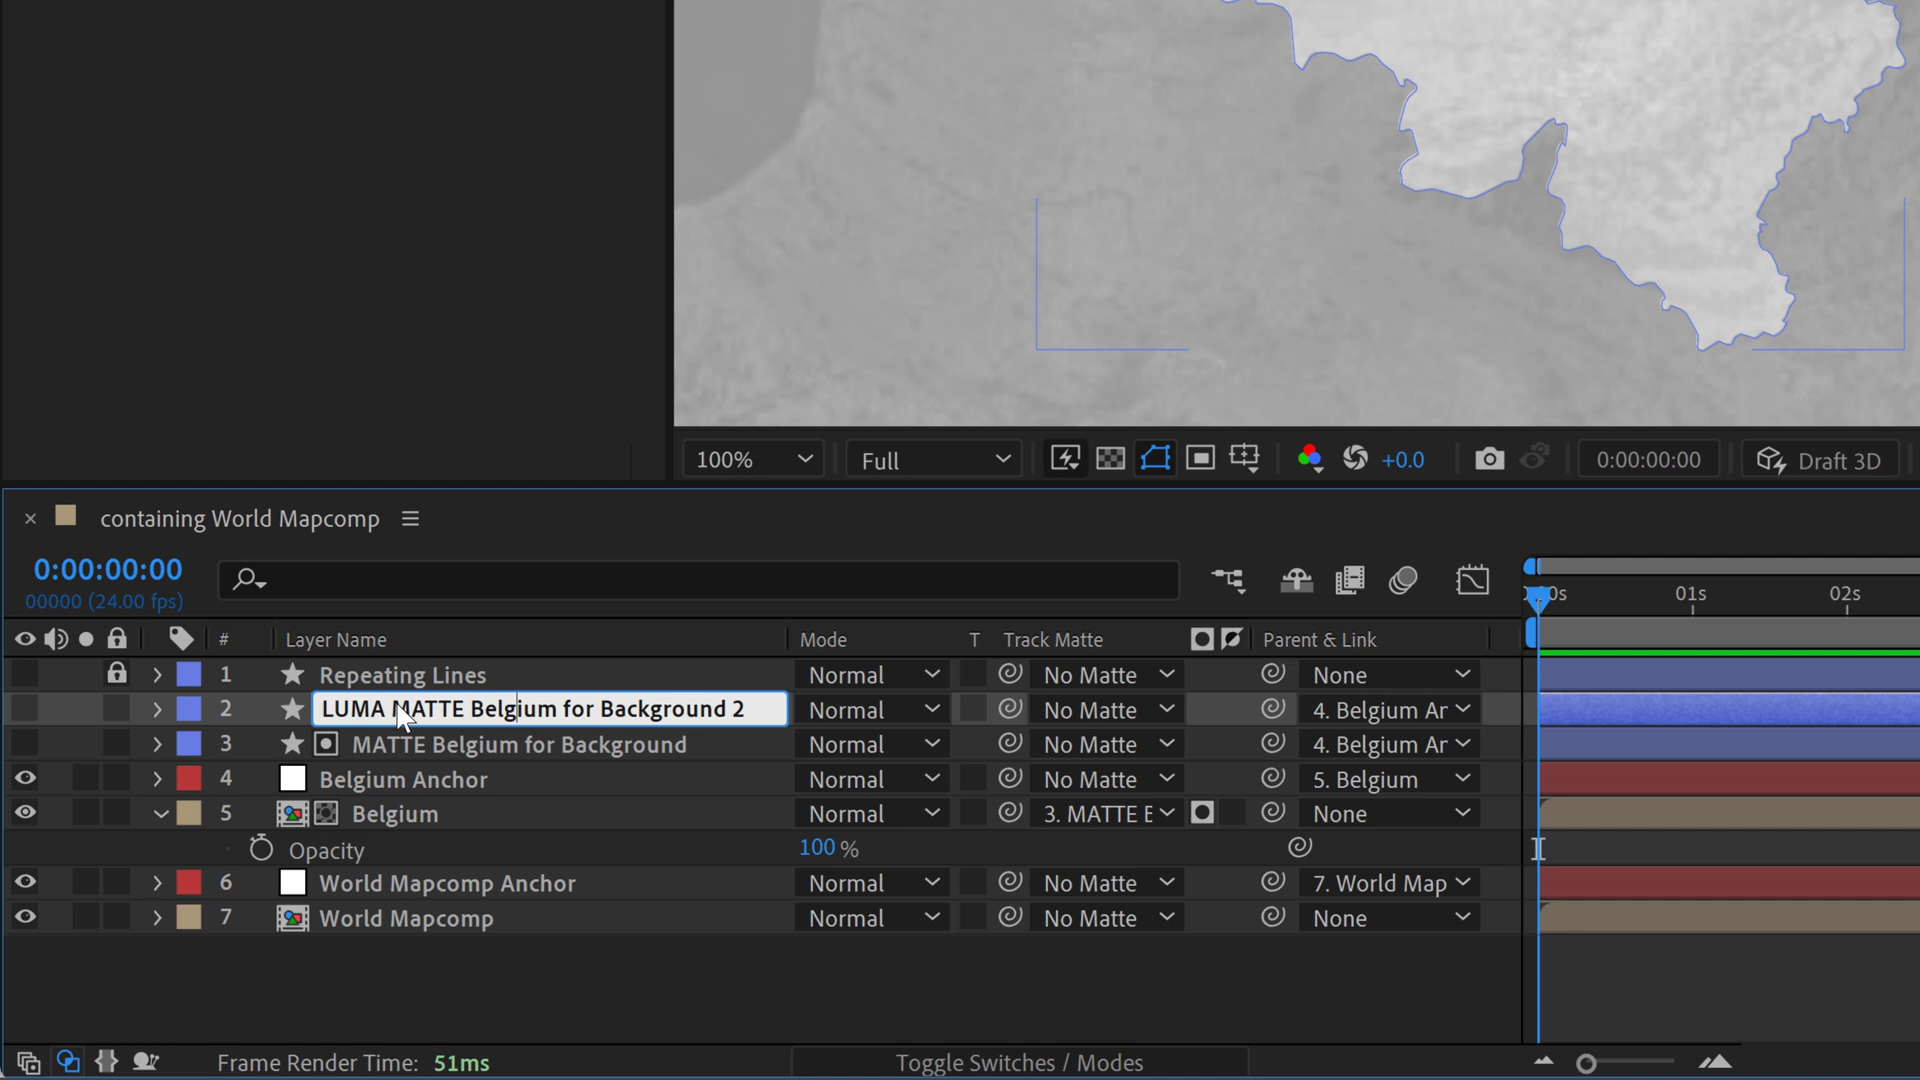 100%
Full
+0.0
0:00:00:00
Draft 3D
× containing World Mapcomp
0:00:00:00
00000 (24.00 fps)
01s
02s
# Layer Name Mode T Track Matte Parent & Link
1 Repeating Lines Normal No Matte None
2 LUMA MATTE Belgium for Background 2 Normal No Matte 4. Belgium Ar
3 MATTE Belgium for Background Normal No Matte 4. Belgium Ar
4 Belgium Anchor Normal No Matte 5. Belgium
5 Belgium Normal 3. MATTE E None
Opacity 100 %
6 World Mapcomp Anchor Normal No Matte 7. World Map
7 World Mapcomp Normal No Matte None
Frame Render Time: 51ms
Toggle Switches / Modes